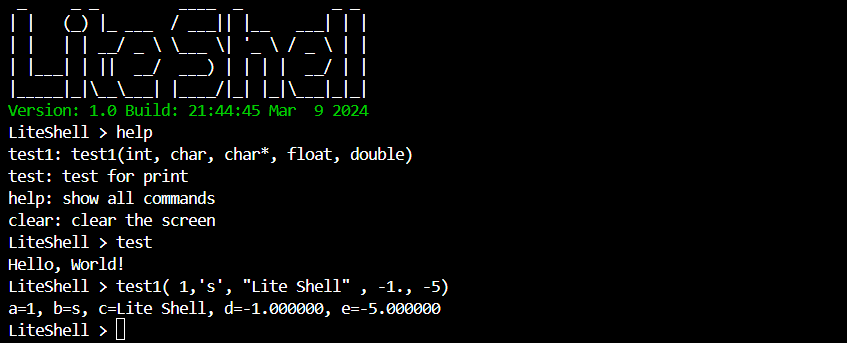 LiteShell
Version: 1.0 Build: 21:44:45 Mar  9 2024
LiteShell > help
test1: test1(int, char, char*, float, double)
test: test for print
help: show all commands
clear: clear the screen
LiteShell > test
Hello, World!
LiteShell > test1( 1,'s', "Lite Shell" , -1., -5)
a=1, b=s, c=Lite Shell, d=-1.000000, e=-5.000000
LiteShell >